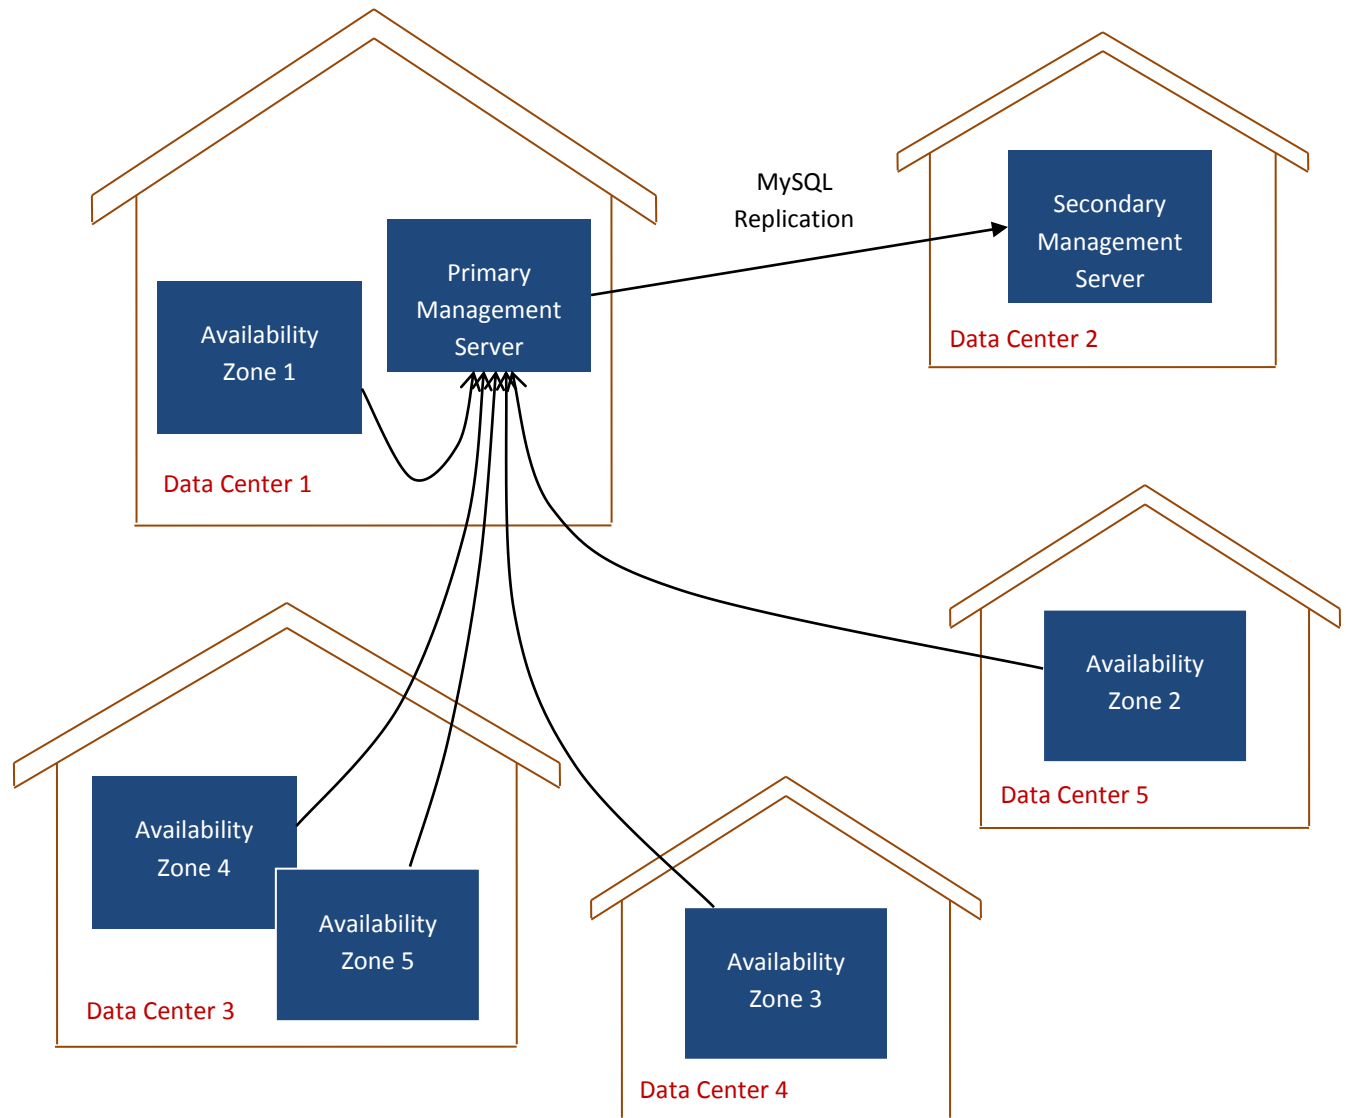 MySQL
Replication
Secondary
Management
Server
Data Center 2
Primary
Management
Server
Availability
Zone 1
Data Center 1
Availability
Zone 2
Data Center 5
Availability
Zone 4
Availability
Zone 5
Data Center 3
Availability
Zone 3
Data Center 4